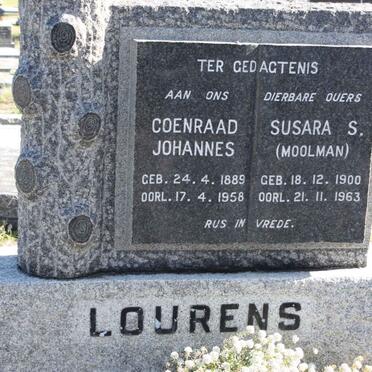 TER GEDAGTENIS
AAN ONS DIERBARE OUERS
COENRAAD SUSARA S.
JOHANNES (MOOLMAN)
GEB. 24. 4. 1889 GEB. 18. 12. 1900
OORL. 17. 4. 1958 OORL. 21. 11. 1963
RUS IN VREDE.
LOURENS